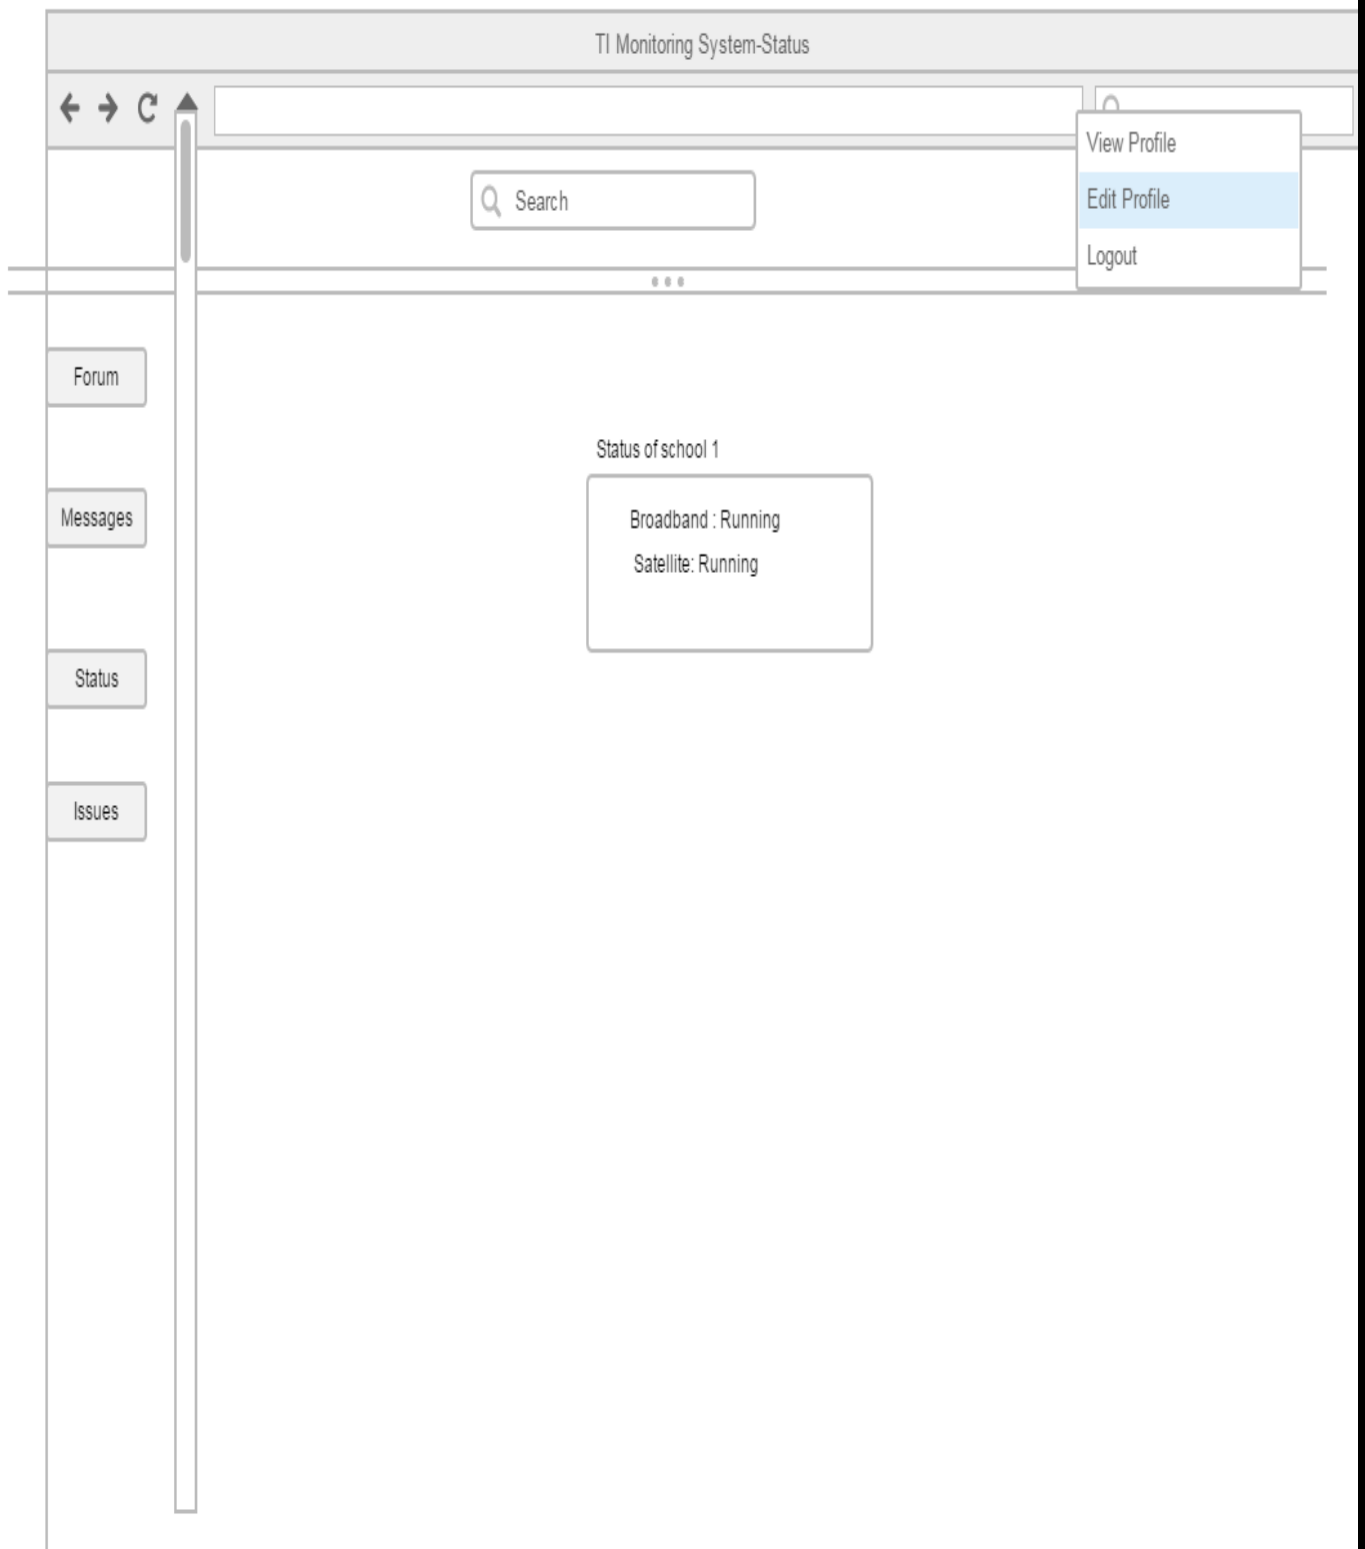 TI Monitoring System-Status
View Profile
Search
Edit Profile
Logout
Forum
Status of school 1
Messages
Broadband : Running
Satellite: Running
Status
Issues